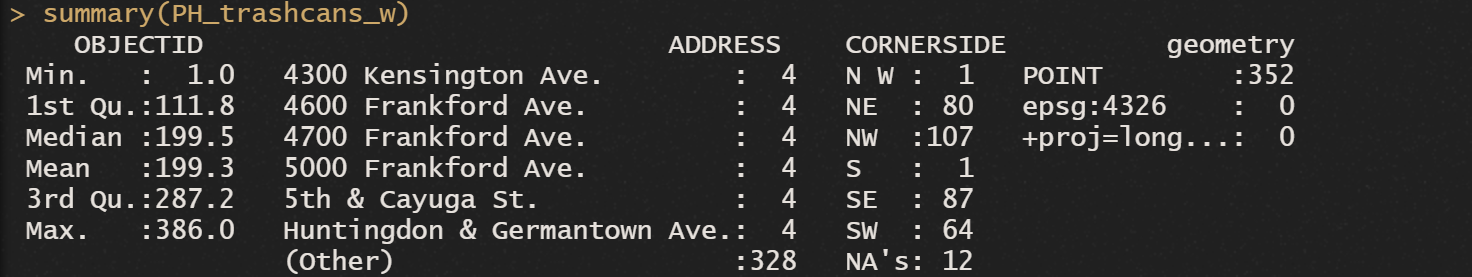 > summary(PH_trashcans_w)
    OBJECTID                             ADDRESS    CORNERSIDE          geometry
 Min.   :  1.0   4300 Kensington Ave.        :  4   N W :  1   POINT        :352
 1st Qu.:111.8   4600 Frankford Ave.         :  4   NE  : 80   epsg:4326    :  0
 Median :199.5   4700 Frankford Ave.         :  4   NW  :107   +proj=long...:  0
 Mean   :199.3   5000 Frankford Ave.         :  4   S   :  1
 3rd Qu.:287.2   5th & Cayuga St.            :  4   SE  : 87
 Max.   :386.0   Huntingdon & Germantown Ave.:  4   SW  : 64
                 (Other)                     :328   NA's: 12